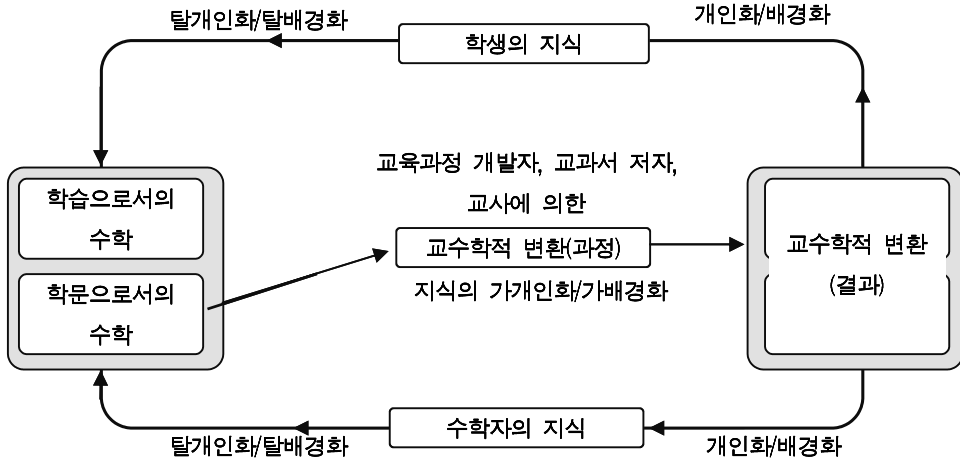 탈개인화/탈배경화
개인화/배경화
학생의 지식
교육과정 개발자, 교과서 저자,
교사에 의한
학습으로서의
수학
교수학적 변환(과정)
교수학적 변환
(결과)
학문으로서의
수학
지식의 가개인화/가배경화
수학자의 지식
탈개인화/탈배경화
개인화/배경화